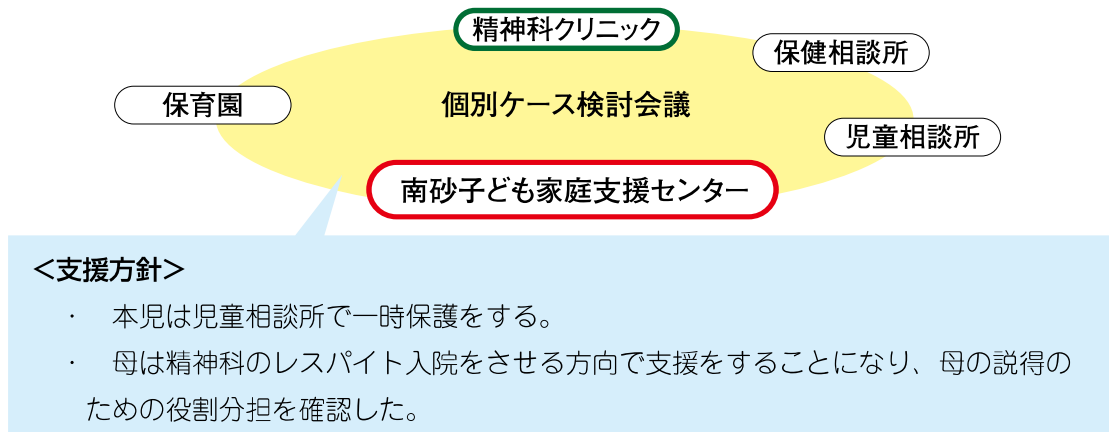 精神科クリニック
保健相談所
保育園
個別ケース検討会議
児童相談所
南砂子ども家庭支援センター
＜支援方針＞
・　本児は児童相談所で一時保護をする。
・　母は精神科のレスパイト入院をさせる方向で支援をすることになり、母の説得の
ための役割分担を確認した。